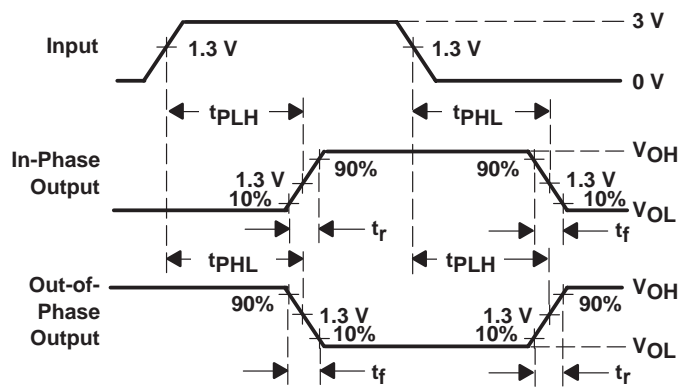 3 V
Input
1.3 V
1.3 V
0 V
tPLH
tPHL
In-Phase
Output
VOH
90%
90%
1.3 V
1.3 V
10%
10%
VOL
tr
tf
tPHL
tPLH
Out-of-
Phase
Output
VOH
90%
90%
1.3 V
1.3 V
10%
10%
VOL
tf
tr